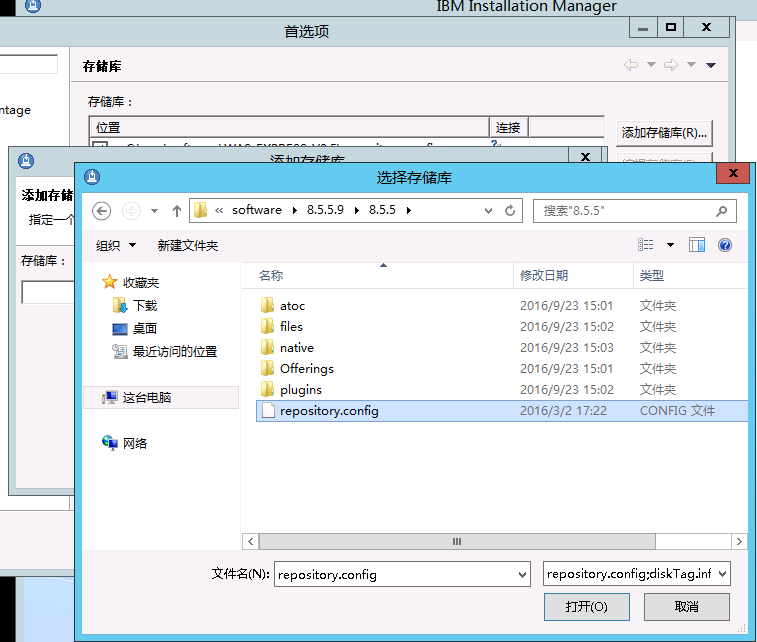 IBM Installation Manager
首选项
ntage
存储库
存储库：
位置 连接
添加存储库(R)...
添加存储库
添加存储
指定一个
存储库：
选择存储库
« software ▸ 8.5.5.9 ▸ 8.5.5 ▸ 搜索"8.5.5"
组织 新建文件夹
收藏夹
下载
桌面
最近访问的位置
这台电脑
网络
名称 修改日期 类型
atoc 2016/9/23 15:01 文件夹
files 2016/9/23 15:02 文件夹
native 2016/9/23 15:03 文件夹
Offerings 2016/9/23 15:01 文件夹
plugins 2016/9/23 15:02 文件夹
repository.config 2016/3/2 17:22 CONFIG 文件
文件名(N): repository.config repository.config;diskTag.inf
打开(O) 取消